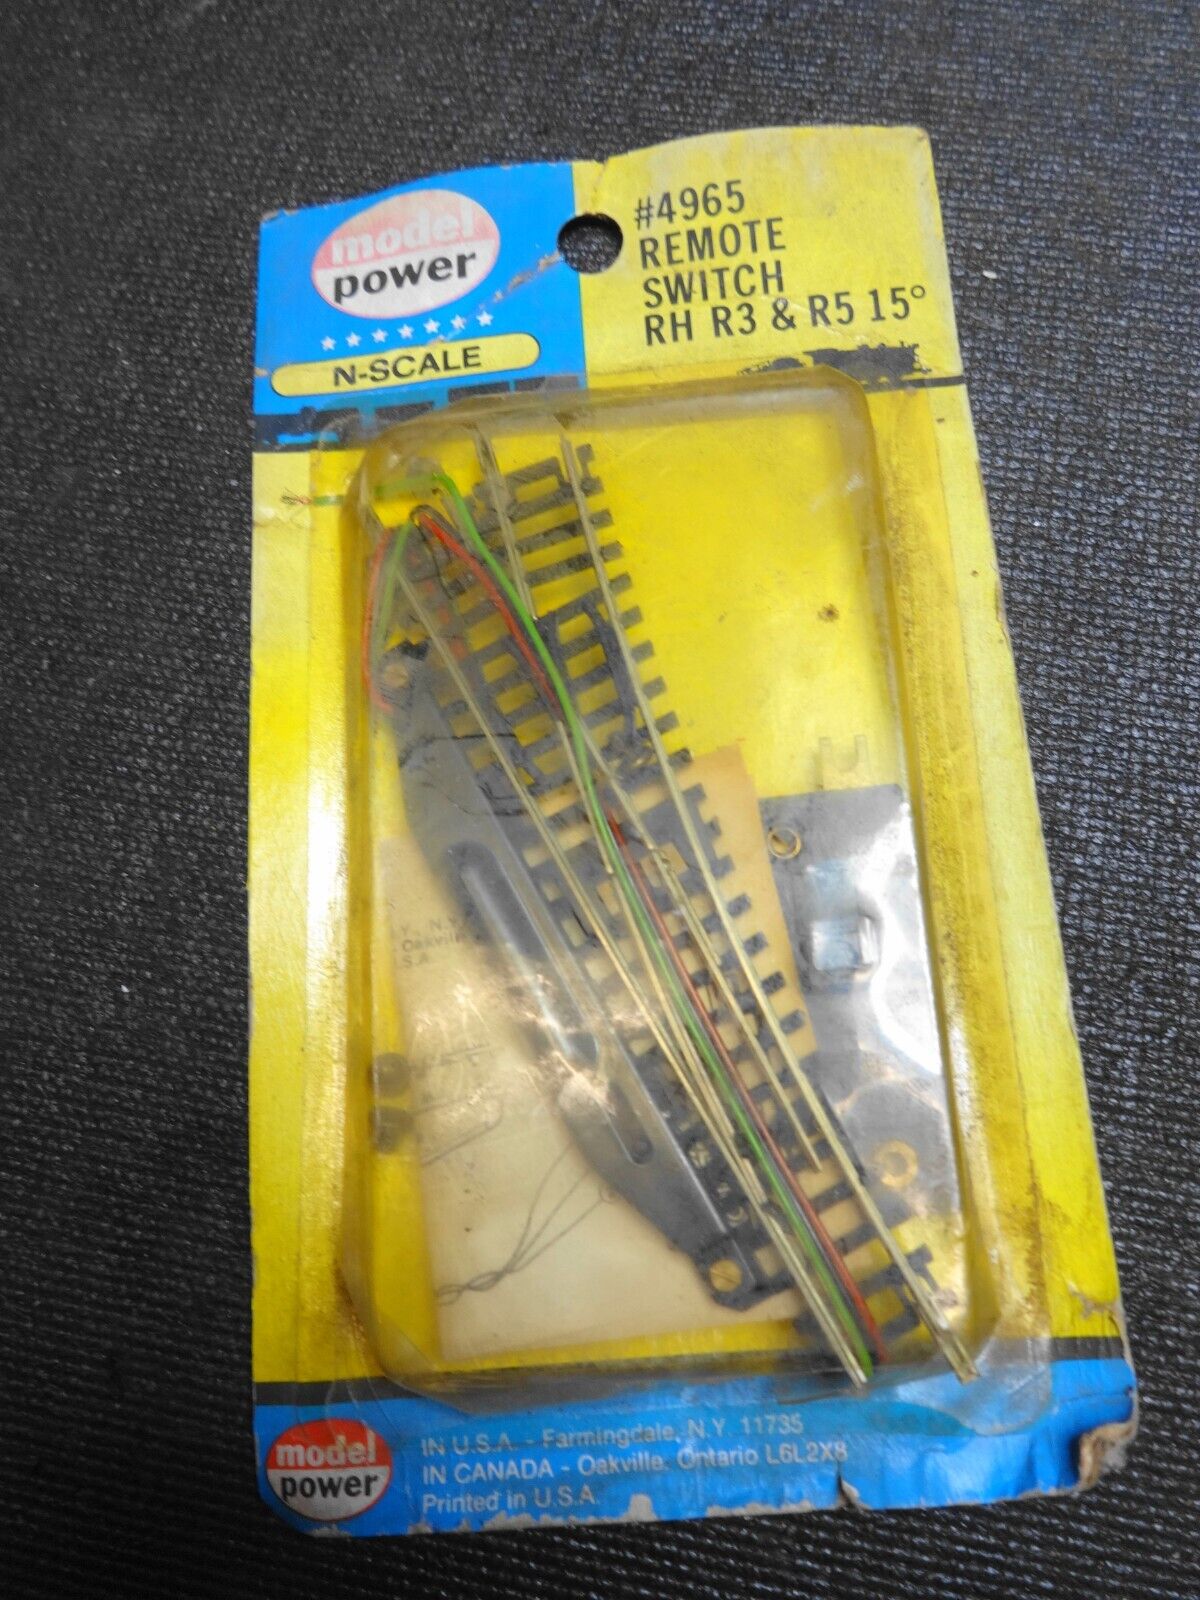 model
power
N-SCALE
#4965
REMOTE
SWITCH
RH R3 & R5 15°
Y. N.Y.
Oakville
S.A.
model
power
IN U.S.A. - Farmingdale, N.Y. 11735
IN CANADA - Oakville, Ontario L6L2X8
Printed in U.S.A.